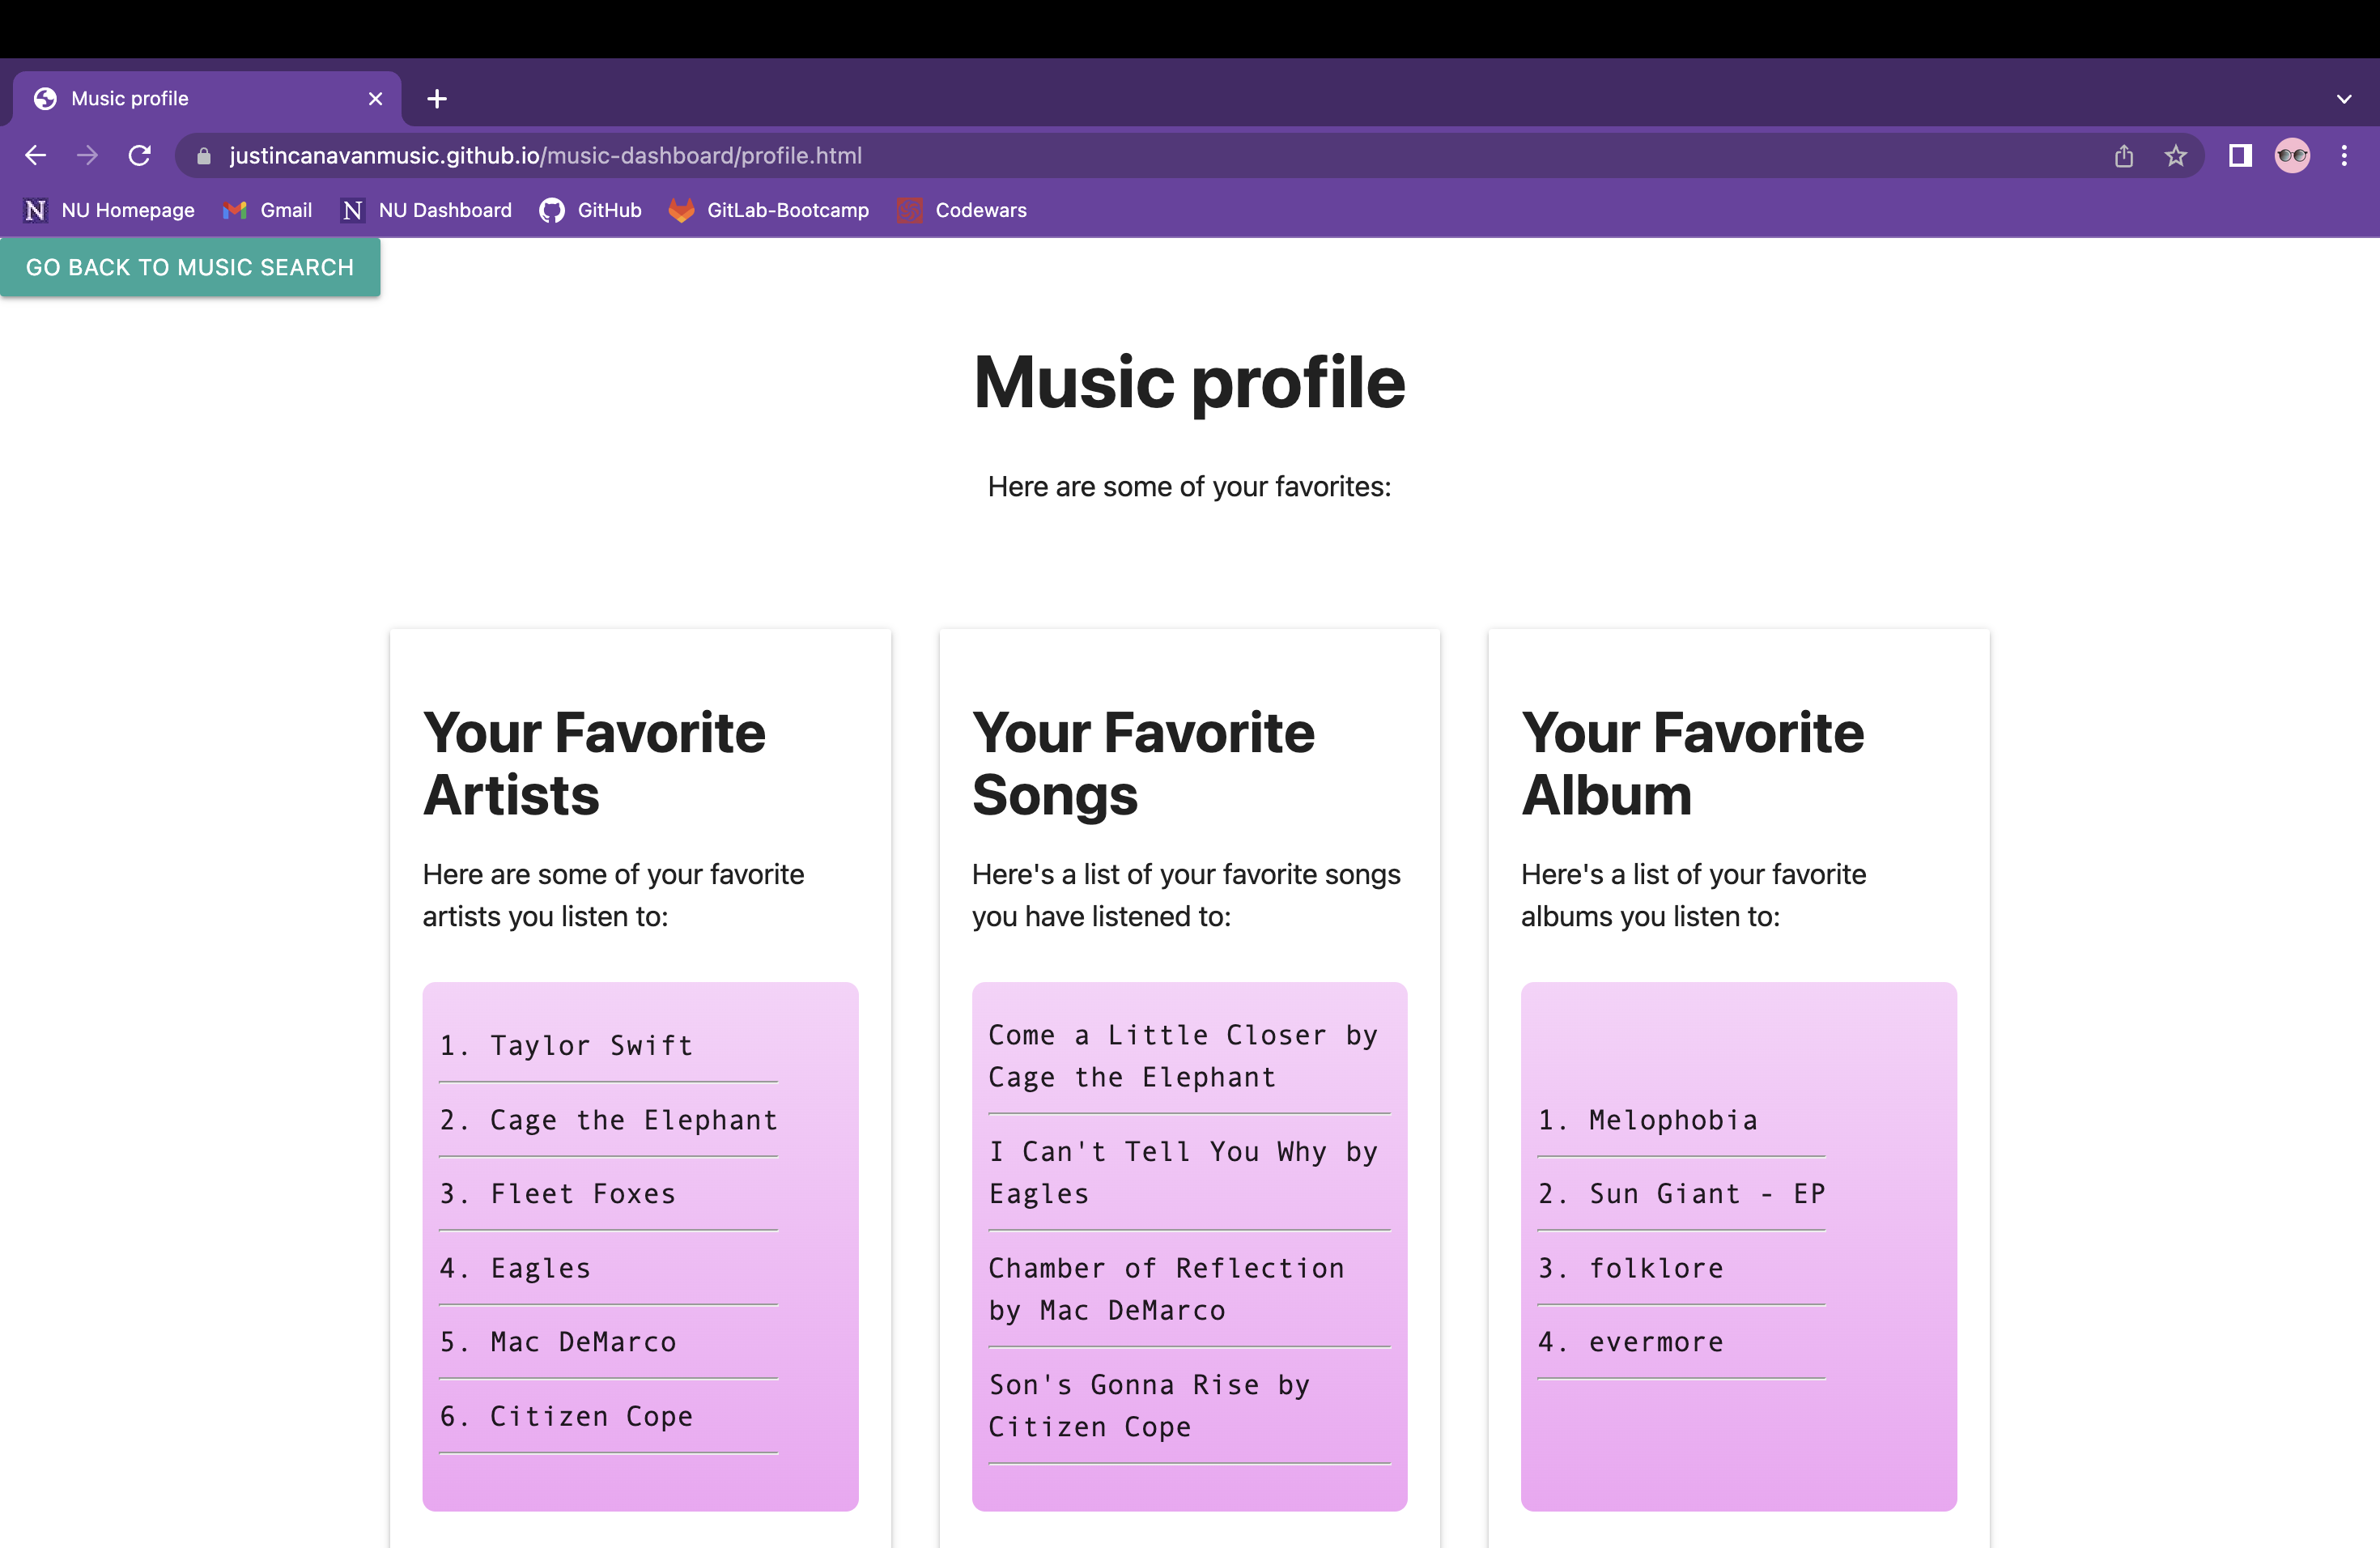 Music profile
justincanavanmusic.github.io/music-dashboard/profile.html
NU Homepage
Gmail
NU Dashboard
GitHub
GitLab-Bootcamp
Codewars
GO BACK TO MUSIC SEARCH
Music profile
Here are some of your favorites:
Your Favorite
Artists
Here are some of your favorite
artists you listen to:
1. Taylor Swift
2. Cage the Elephant
3. Fleet Foxes
4. Eagles
5. Mac DeMarco
6. Citizen Cope
Your Favorite
Songs
Here's a list of your favorite songs
you have listened to:
Come a Little Closer by
Cage the Elephant
I Can't Tell You Why by
Eagles
Chamber of Reflection
by Mac DeMarco
Son's Gonna Rise by
Citizen Cope
Your Favorite
Album
Here's a list of your favorite
albums you listen to:
1. Melophobia
2. Sun Giant - EP
3. folklore
4. evermore